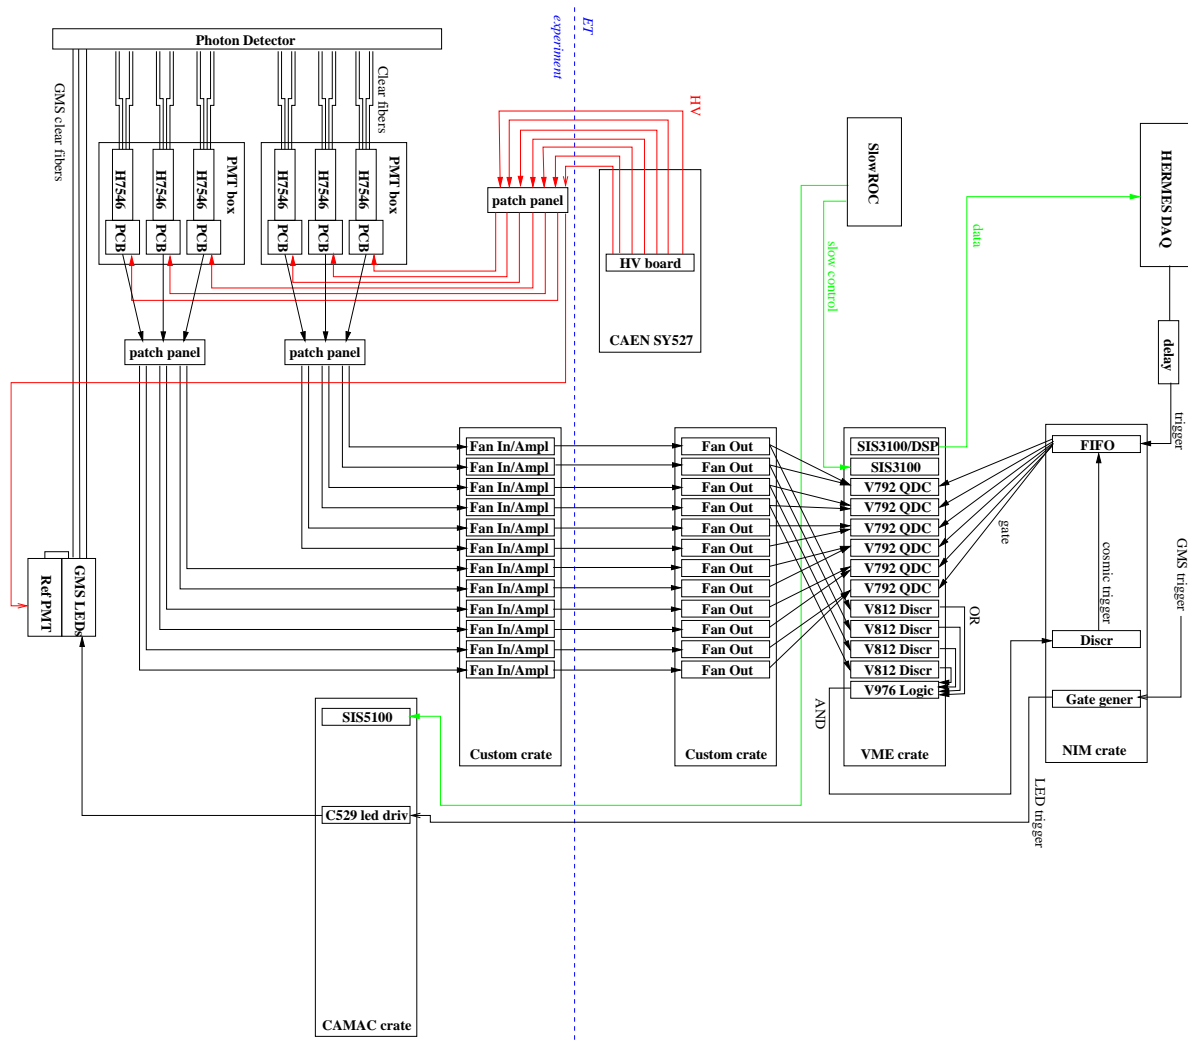 ET
experiment
Photon Detector
GMS clear fibers
Clear fibers
HV
PMT box
H7546
H7546
H7546
PCB
PCB
PCB
PMT box
H7546
H7546
H7546
PCB
PCB
PCB
patch panel
HV board
CAEN SY527
SlowROC
slow control
data
HERMES DAQ
delay
trigger
patch panel
patch panel
Fan In/Ampl
Fan In/Ampl
Fan In/Ampl
Fan In/Ampl
Fan In/Ampl
Fan In/Ampl
Fan In/Ampl
Fan In/Ampl
Fan In/Ampl
Fan In/Ampl
Fan In/Ampl
Fan In/Ampl
Custom crate
Fan Out
Fan Out
Fan Out
Fan Out
Fan Out
Fan Out
Fan Out
Fan Out
Fan Out
Fan Out
Fan Out
Fan Out
Custom crate
SIS3100/DSP
SIS3100
V792 QDC
V792 QDC
V792 QDC
V792 QDC
V792 QDC
V792 QDC
V812 Discr
V812 Discr
V812 Discr
V812 Discr
V976 Logic
VME crate
OR
AND
gate
FIFO
cosmic trigger
Discr
Gate gener
NIM crate
GMS trigger
LED trigger
Ref PMT
GMS LEDs
SIS5100
C529 led driv
CAMAC crate